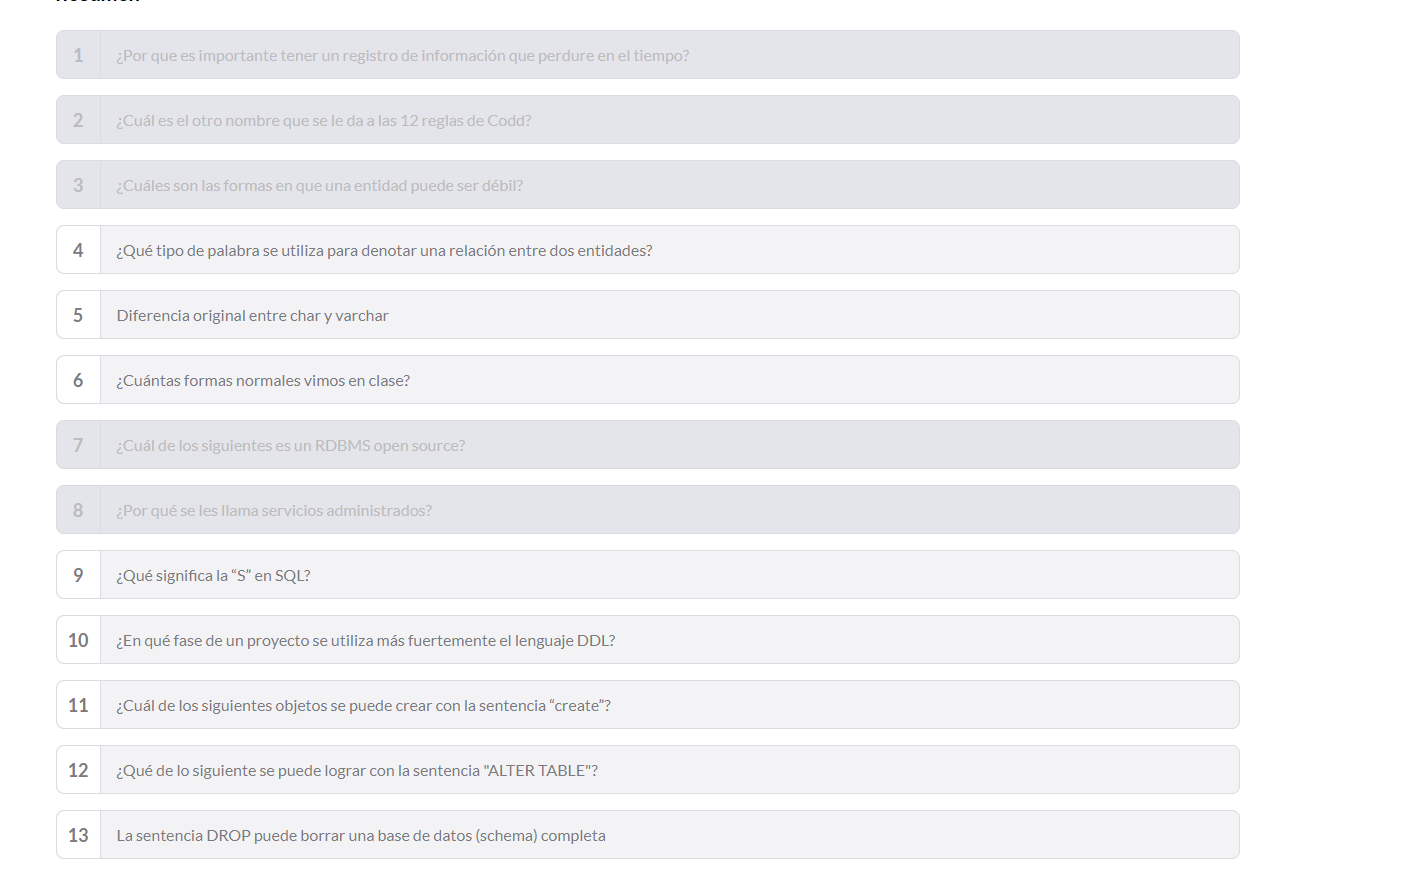 Resumen
1 ¿Por que es importante tener un registro de información que perdure en el tiempo?
2 ¿Cuál es el otro nombre que se le da a las 12 reglas de Codd?
3 ¿Cuáles son las formas en que una entidad puede ser débil?
4 ¿Qué tipo de palabra se utiliza para denotar una relación entre dos entidades?
5 Diferencia original entre char y varchar
6 ¿Cuántas formas normales vimos en clase?
7 ¿Cuál de los siguientes es un RDBMS open source?
8 ¿Por qué se les llama servicios administrados?
9 ¿Qué significa la “S” en SQL?
10 ¿En qué fase de un proyecto se utiliza más fuertemente el lenguaje DDL?
11 ¿Cuál de los siguientes objetos se puede crear con la sentencia “create”?
12 ¿Qué de lo siguiente se puede lograr con la sentencia "ALTER TABLE"?
13 La sentencia DROP puede borrar una base de datos (schema) completa